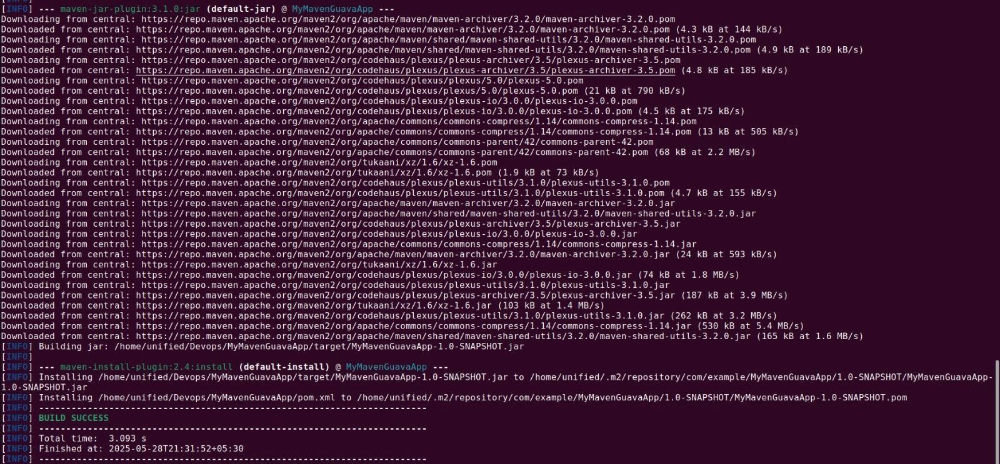 [INFO]
[INFO] --- maven-jar-plugin:3.1.0:jar (default-jar) @ MyMavenGuavaApp ---
Downloading from central: https://repo.maven.apache.org/maven2/org/apache/maven/maven-archiver/3.2.0/maven-archiver-3.2.0.pom
Downloaded from central: https://repo.maven.apache.org/maven2/org/apache/maven/maven-archiver/3.2.0/maven-archiver-3.2.0.pom (4.3 kB at 144 kB/s)
Downloading from central: https://repo.maven.apache.org/maven2/org/apache/maven/shared/maven-shared-utils/3.2.0/maven-shared-utils-3.2.0.pom
Downloaded from central: https://repo.maven.apache.org/maven2/org/apache/maven/shared/maven-shared-utils/3.2.0/maven-shared-utils-3.2.0.pom (4.9 kB at 189 kB/s)
Downloading from central: https://repo.maven.apache.org/maven2/org/codehaus/plexus/plexus-archiver/3.5/plexus-archiver-3.5.pom
Downloaded from central: https://repo.maven.apache.org/maven2/org/codehaus/plexus/plexus-archiver/3.5/plexus-archiver-3.5.pom (4.8 kB at 185 kB/s)
Downloading from central: https://repo.maven.apache.org/maven2/org/codehaus/plexus/plexus/5.0/plexus-5.0.pom
Downloaded from central: https://repo.maven.apache.org/maven2/org/codehaus/plexus/plexus/5.0/plexus-5.0.pom (21 kB at 790 kB/s)
Downloading from central: https://repo.maven.apache.org/maven2/org/codehaus/plexus/plexus-io/3.0.0/plexus-io-3.0.0.pom
Downloaded from central: https://repo.maven.apache.org/maven2/org/codehaus/plexus/plexus-io/3.0.0/plexus-io-3.0.0.pom (4.5 kB at 175 kB/s)
Downloading from central: https://repo.maven.apache.org/maven2/org/apache/commons/commons-compress/1.14/commons-compress-1.14.pom
Downloaded from central: https://repo.maven.apache.org/maven2/org/apache/commons/commons-compress/1.14/commons-compress-1.14.pom (13 kB at 505 kB/s)
Downloading from central: https://repo.maven.apache.org/maven2/org/apache/commons/commons-parent/42/commons-parent-42.pom
Downloaded from central: https://repo.maven.apache.org/maven2/org/apache/commons/commons-parent/42/commons-parent-42.pom (68 kB at 2.2 MB/s)
Downloading from central: https://repo.maven.apache.org/maven2/org/tukaani/xz/1.6/xz-1.6.pom
Downloaded from central: https://repo.maven.apache.org/maven2/org/tukaani/xz/1.6/xz-1.6.pom (1.9 kB at 73 kB/s)
Downloading from central: https://repo.maven.apache.org/maven2/org/codehaus/plexus/plexus-utils/3.1.0/plexus-utils-3.1.0.pom
Downloaded from central: https://repo.maven.apache.org/maven2/org/codehaus/plexus/plexus-utils/3.1.0/plexus-utils-3.1.0.pom (4.7 kB at 155 kB/s)
Downloading from central: https://repo.maven.apache.org/maven2/org/apache/maven/maven-archiver/3.2.0/maven-archiver-3.2.0.jar
Downloading from central: https://repo.maven.apache.org/maven2/org/apache/maven/shared/maven-shared-utils/3.2.0/maven-shared-utils-3.2.0.jar
Downloading from central: https://repo.maven.apache.org/maven2/org/codehaus/plexus/plexus-archiver/3.5/plexus-archiver-3.5.jar
Downloading from central: https://repo.maven.apache.org/maven2/org/codehaus/plexus/plexus-io/3.0.0/plexus-io-3.0.0.jar
Downloading from central: https://repo.maven.apache.org/maven2/org/apache/commons/commons-compress/1.14/commons-compress-1.14.jar
Downloaded from central: https://repo.maven.apache.org/maven2/org/apache/maven/maven-archiver/3.2.0/maven-archiver-3.2.0.jar (24 kB at 593 kB/s)
Downloading from central: https://repo.maven.apache.org/maven2/org/tukaani/xz/1.6/xz-1.6.jar
Downloaded from central: https://repo.maven.apache.org/maven2/org/codehaus/plexus/plexus-io/3.0.0/plexus-io-3.0.0.jar (74 kB at 1.8 MB/s)
Downloading from central: https://repo.maven.apache.org/maven2/org/codehaus/plexus/plexus-utils/3.1.0/plexus-utils-3.1.0.jar
Downloaded from central: https://repo.maven.apache.org/maven2/org/codehaus/plexus/plexus-archiver/3.5/plexus-archiver-3.5.jar (187 kB at 3.9 MB/s)
Downloaded from central: https://repo.maven.apache.org/maven2/org/tukaani/xz/1.6/xz-1.6.jar (103 kB at 1.4 MB/s)
Downloaded from central: https://repo.maven.apache.org/maven2/org/codehaus/plexus/plexus-utils/3.1.0/plexus-utils-3.1.0.jar (262 kB at 3.2 MB/s)
Downloaded from central: https://repo.maven.apache.org/maven2/org/apache/commons/commons-compress/1.14/commons-compress-1.14.jar (530 kB at 5.4 MB/s)
Downloaded from central: https://repo.maven.apache.org/maven2/org/apache/maven/shared/maven-shared-utils/3.2.0/maven-shared-utils-3.2.0.jar (165 kB at 1.6 MB/s)
[INFO] Building jar: /home/unified/Devops/MyMavenGuavaApp/target/MyMavenGuavaApp-1.0-SNAPSHOT.jar
[INFO]
[INFO] --- maven-install-plugin:2.4:install (default-install) @ MyMavenGuavaApp ---
[INFO] Installing /home/unified/Devops/MyMavenGuavaApp/target/MyMavenGuavaApp-1.0-SNAPSHOT.jar to /home/unified/.m2/repository/com/example/MyMavenGuavaApp/1.0-SNAPSHOT/MyMavenGuavaApp-
1.0-SNAPSHOT.jar
[INFO] Installing /home/unified/Devops/MyMavenGuavaApp/pom.xml to /home/unified/.m2/repository/com/example/MyMavenGuavaApp/1.0-SNAPSHOT/MyMavenGuavaApp-1.0-SNAPSHOT.pom
[INFO] ------------------------------------------------------------------------
[INFO] BUILD SUCCESS
[INFO] ------------------------------------------------------------------------
[INFO] Total time:  3.093 s
[INFO] Finished at: 2025-05-28T21:31:52+05:30
[INFO] ------------------------------------------------------------------------